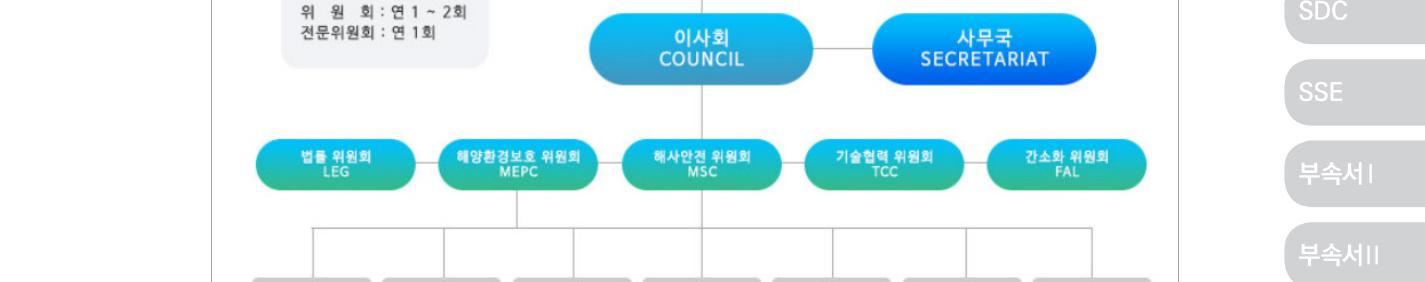 위 원 회 : 연 1 ~ 2회
전문위원회 : 연 1회
이사회
COUNCIL
사무국
SECRETARIAT
법률 위원회
LEG
해양환경보호 위원회
MEPC
해사안전 위원회
MSC
기술협력 위원회
TCC
간소화 위원회
FAL
SDC
SSE
부속서 I
부속서 II